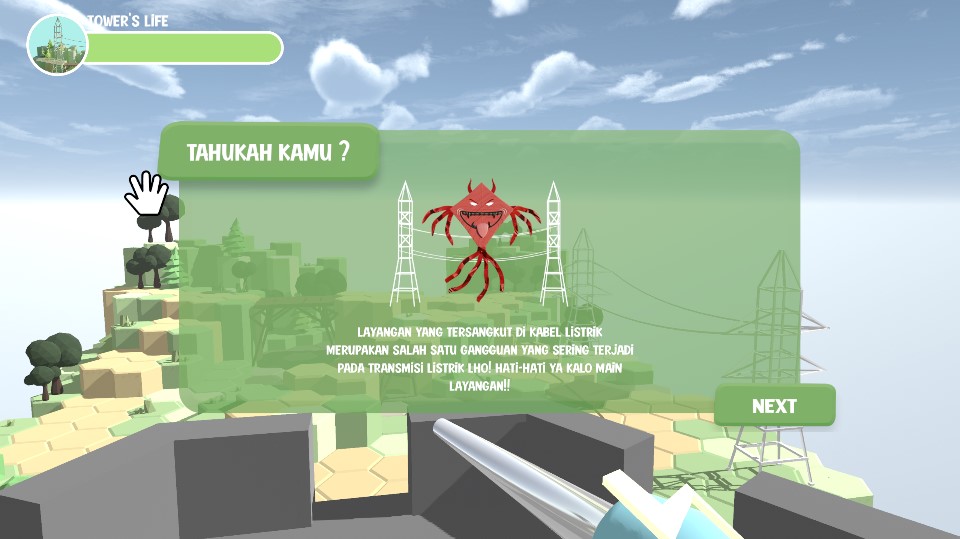 TOWER'S LIFE
TAHUKAH KAMU ?
LAYANGAN YANG TERSANGKUT DI KABEL LISTRIK
MERUPAKAN SALAH SATU GANGGUAN YANG SERING TERJADI
PADA TRANSMISI LISTRIK LHO! HATI-HATI YA KALO MAIN
LAYANGAN!!
NEXT